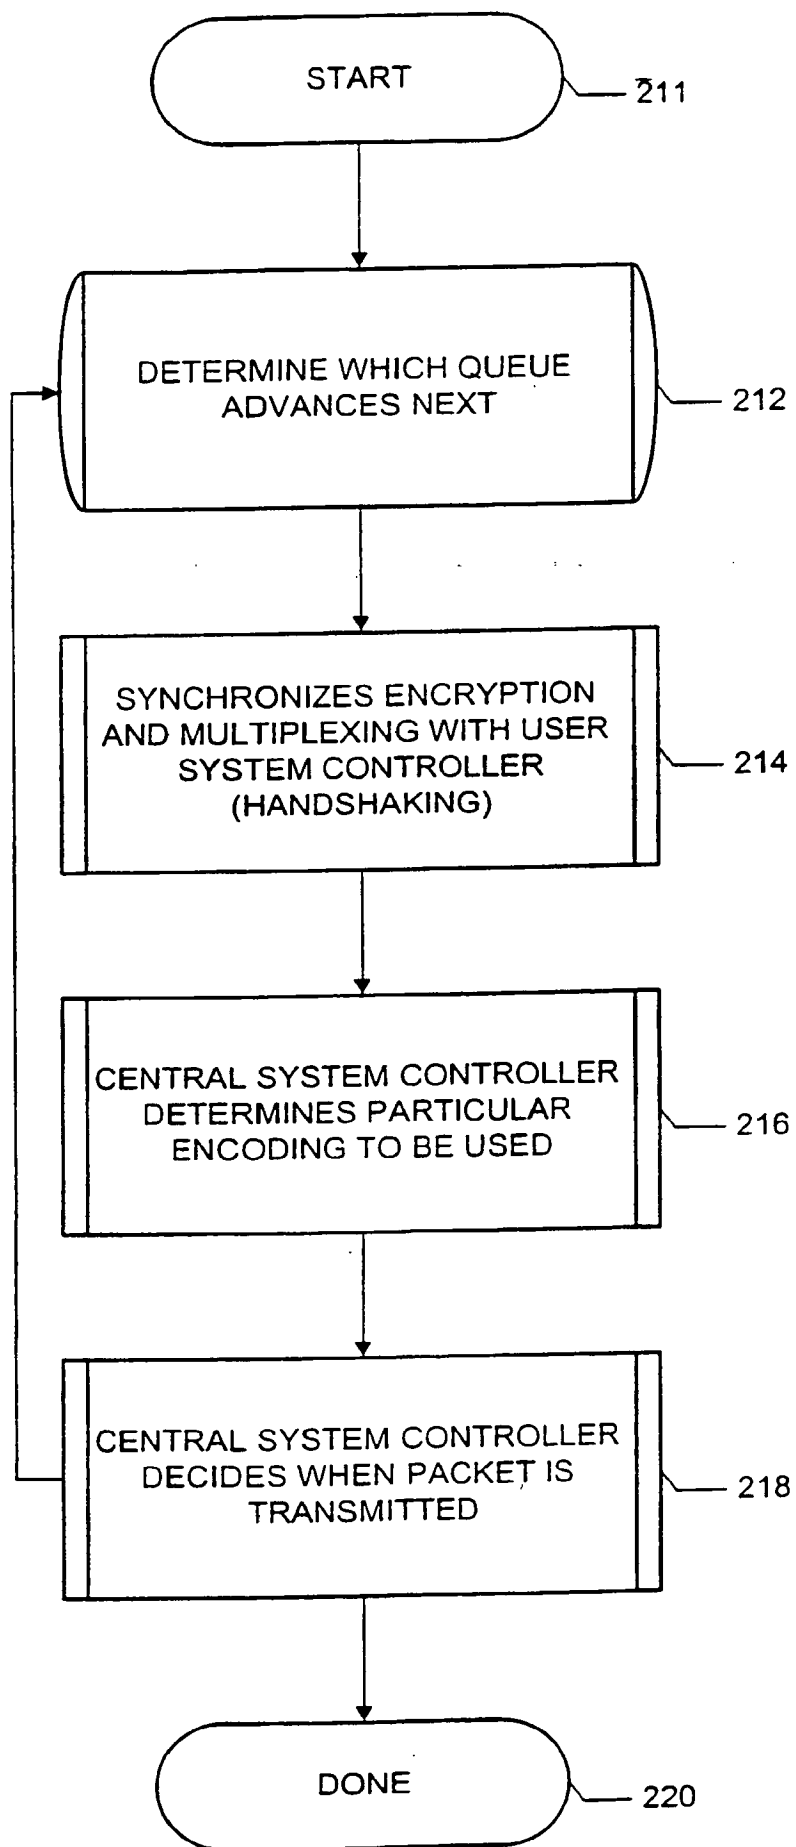 START
211
DETERMINE WHICH QUEUE
ADVANCES NEXT
212
SYNCHRONIZES ENCRYPTION
AND MULTIPLEXING WITH USER
SYSTEM CONTROLLER
(HANDSHAKING)
214
CENTRAL SYSTEM CONTROLLER
DETERMINES PARTICULAR
ENCODING TO BE USED
216
CENTRAL SYSTEM CONTROLLER
DECIDES WHEN PACKET IS
TRANSMITTED
218
DONE
220